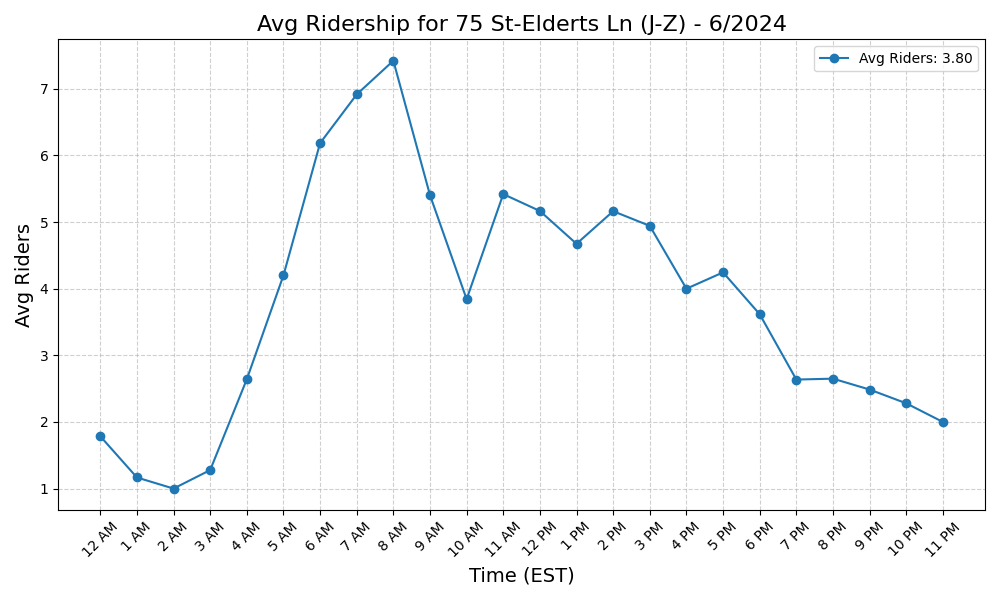 Avg Ridership for 75 St-Elderts Ln (J-Z) - 6/2024
Avg Riders: 3.80
Avg Riders
7
6
5
4
3
2
1
12 AM
1 AM
2 AM
3 AM
4 AM
5 AM
6 AM
7 AM
8 AM
9 AM
10 AM
11 AM
12 PM
1 PM
2 PM
3 PM
4 PM
5 PM
6 PM
7 PM
8 PM
9 PM
10 PM
11 PM
Time (EST)